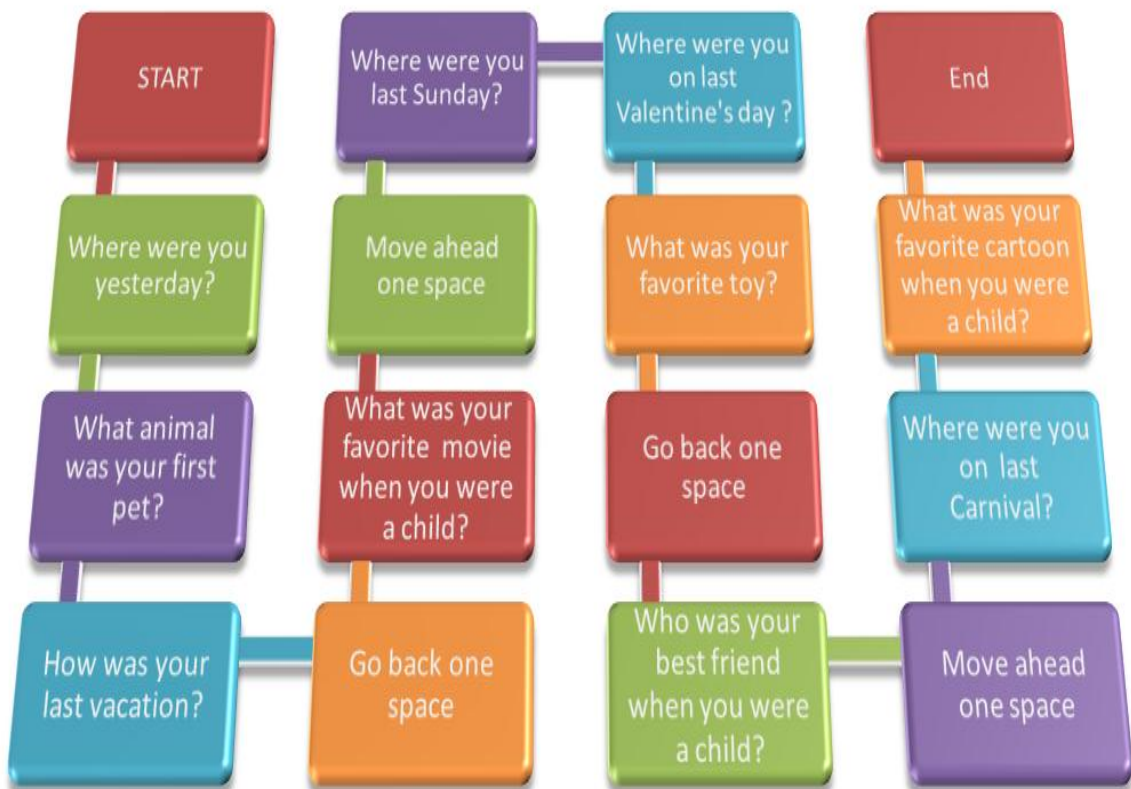 START
Where were you
yesterday?
What animal
was your first
pet?
How was your
last vacation?
Go back one
space
What was your
favorite movie
when you were
a child?
Move ahead
one space
Where were you
last Sunday?
Where were you
on last
Valentine's day ?
What was your
favorite toy?
Go back one
space
Who was your
best friend
when you were
a child?
Move ahead
one space
Where were you
on last
Carnival?
What was your
favorite cartoon
when you were
a child?
End